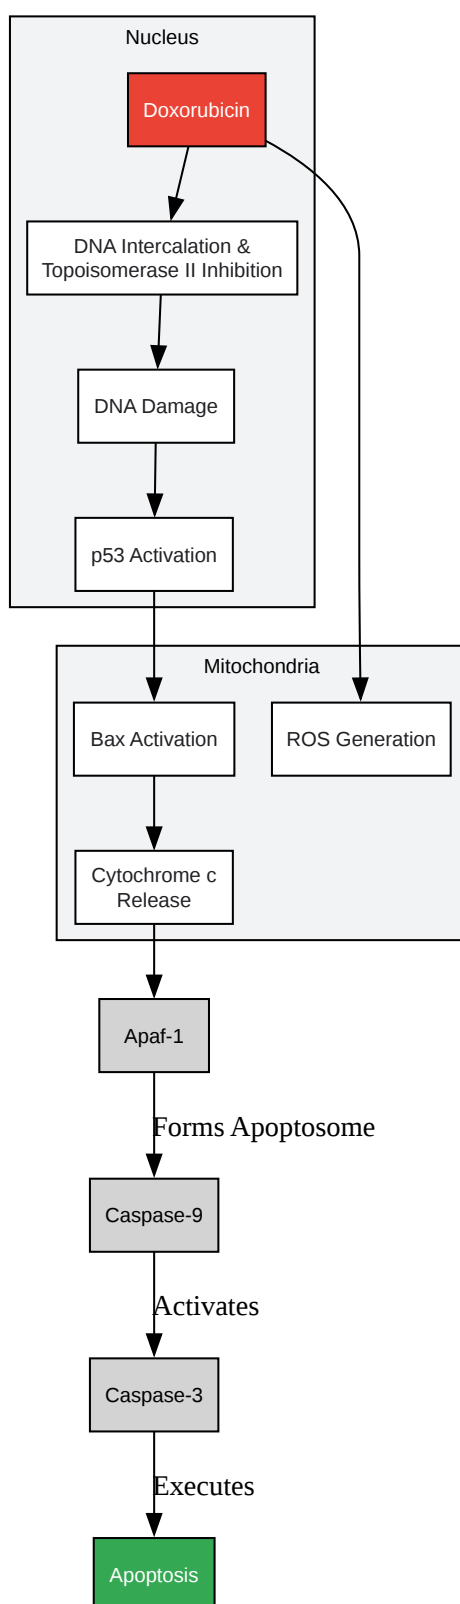 Nucleus
Doxorubicin
DNA Intercalation &
Topoisomerase II Inhibition
DNA Damage
p53 Activation
Mitochondria
Bax Activation
ROS Generation
Cytochrome c
Release
Apaf-1
Forms Apoptosome
Caspase-9
Activates
Caspase-3
Executes
Apoptosis